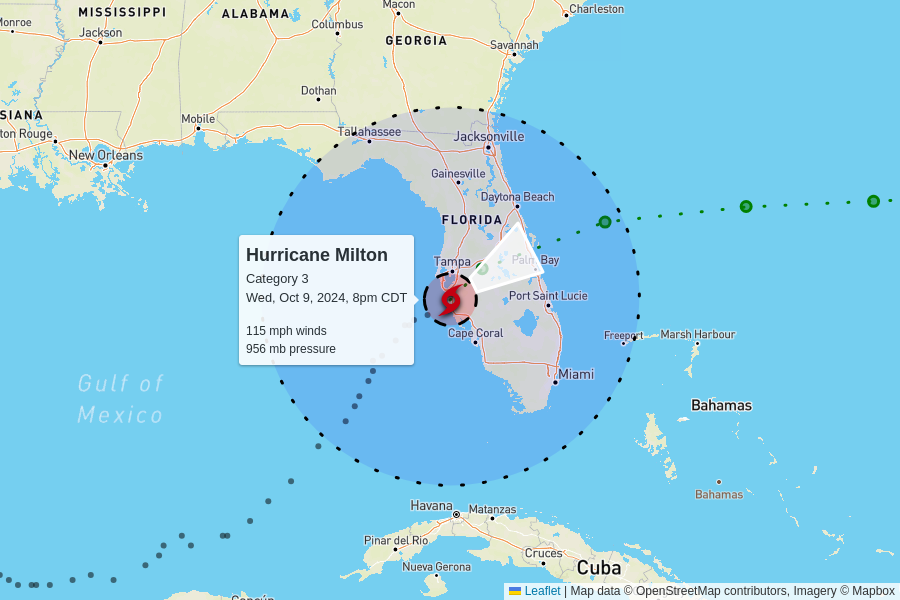 Macon
MISSISSIPPI
ALABAMA
Charleston
Monroe
Columbus
Jackson
GEORGIA
Savannah
Dothan
SIANA
Mobile
Tallahassee
Jacksonville
ton Rouge
New Orleans
Gainesville
Daytona Beach
FLORIDA
Hurricane Milton
Category 3
Wed, Oct 9, 2024, 8pm CDT
115 mph winds
956 mb pressure
Tampa
Palm Bay
Port Saint Lucie
Cape Coral
Freeport
Marsh Harbour
Miami
Gulf of
Mexico
Bahamas
Bahamas
Havana
Matanzas
Pinar del Río
Cruces
Nueva Gerona
Cuba
Cancún
Leaflet | Map data © OpenStreetMap contributors, Imagery © Mapbox